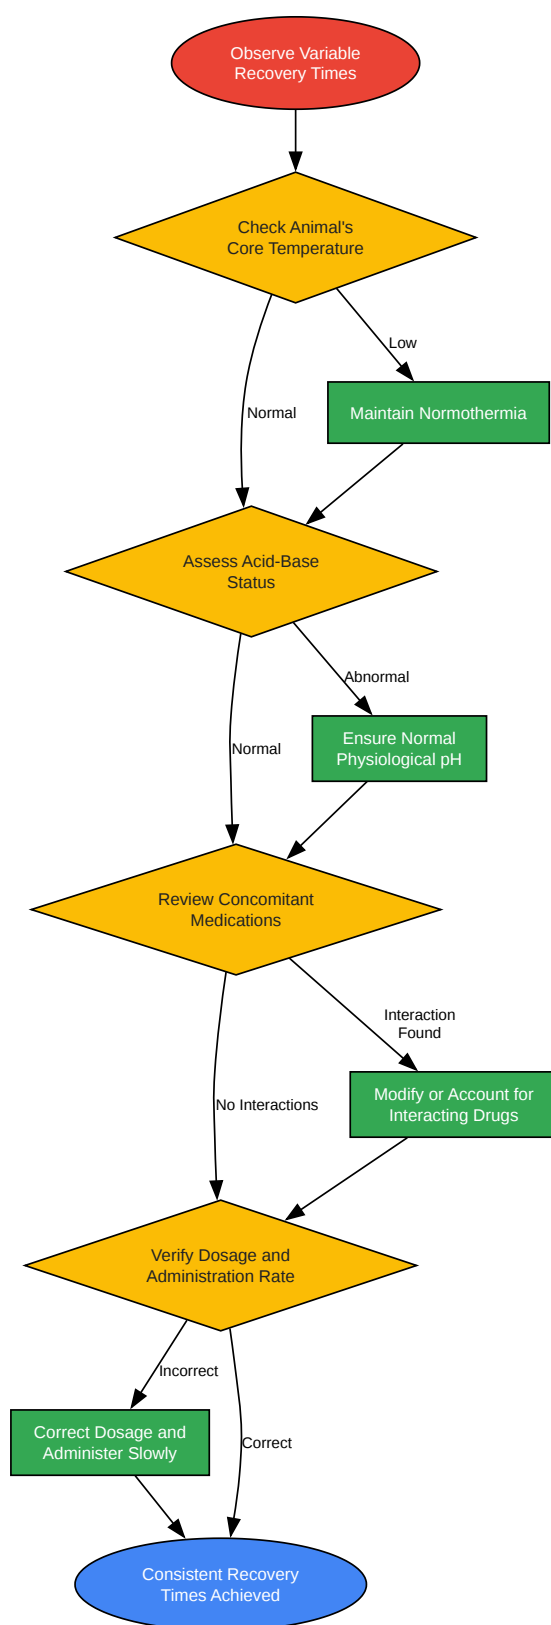 Observe Variable
Recovery Times
Check Animal's
Core Temperature
Low
Normal
Maintain Normothermia
Assess Acid-Base
Status
Abnormal
Normal
Ensure Normal
Physiological pH
Review Concomitant
Medications
Interaction
Found
No Interactions
Modify or Account for
Interacting Drugs
Verify Dosage and
Administration Rate
Incorrect
Correct Dosage and
Administer Slowly
Correct
Consistent Recovery
Times Achieved